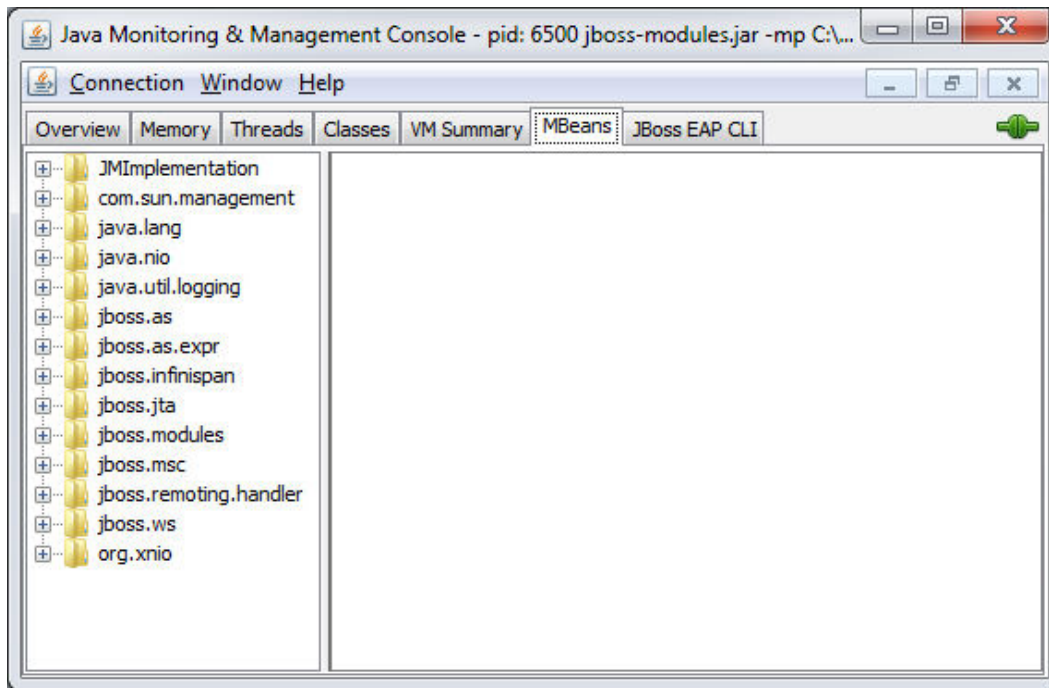 Java Monitoring & Management Console - pid: 6500 jboss-modules.jar -mp C:\...
Connection Window Help
Overview Memory Threads Classes VM Summary MBeans JBoss EAP CLI
JMImplementation
com.sun.management
java.lang
java.nio
java.util.logging
jboss.as
jboss.as.expr
jboss.infinispan
jboss.jta
jboss.modules
jboss.msc
jboss.remoting.handler
jboss.ws
org.xnio